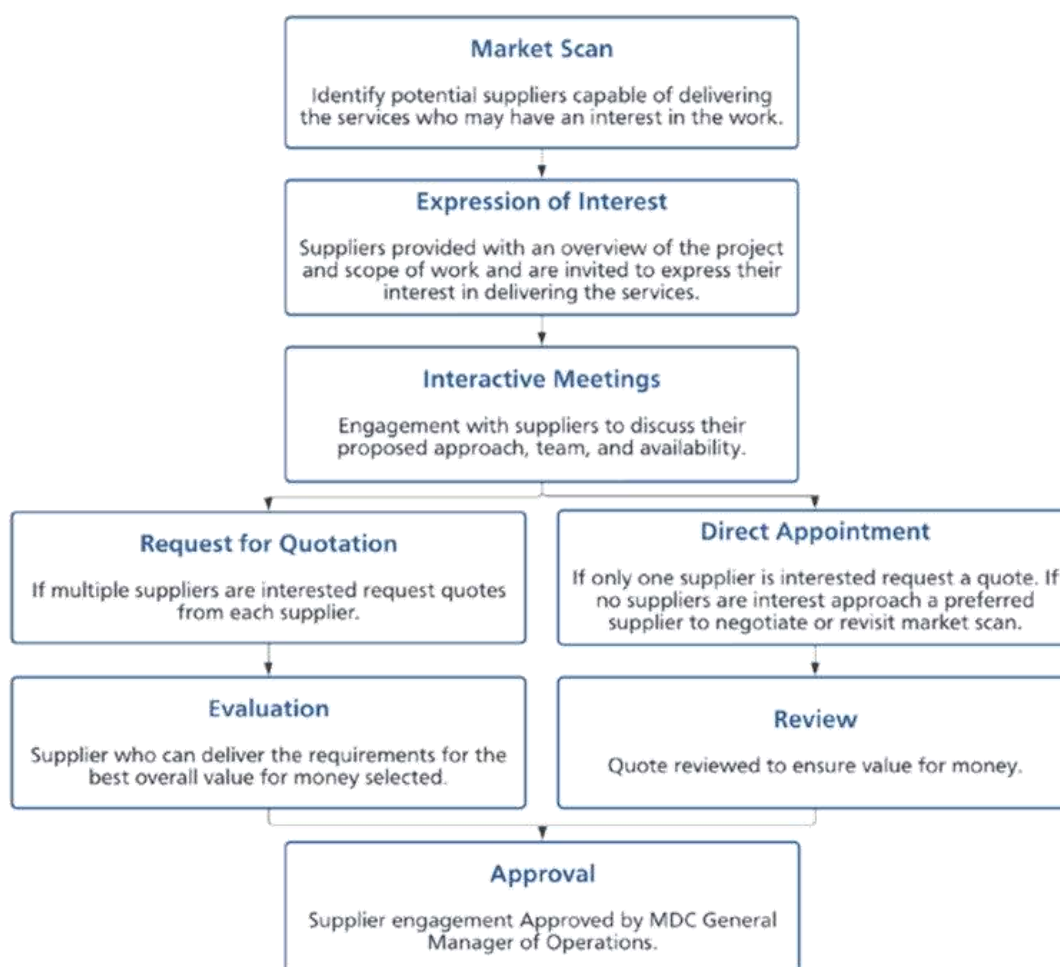 Market Scan
Identify potential suppliers capable of delivering
the services who may have an interest in the work.
Expression of Interest
Suppliers provided with an overview of the project
and scope of work and are invited to express their
interest in delivering the services.
Interactive Meetings
Engagement with suppliers to discuss their
proposed approach, team, and availability.
Request for Quotation
If multiple suppliers are interested request quotes
from each supplier.
Direct Appointment
If only one supplier is interested request a quote. If
no suppliers are interest approach a preferred
supplier to negotiate or revisit market scan.
Evaluation
Supplier who can deliver the requirements for the
best overall value for money selected.
Review
Quote reviewed to ensure value for money.
Approval
Supplier engagement Approved by MDC General
Manager of Operations.